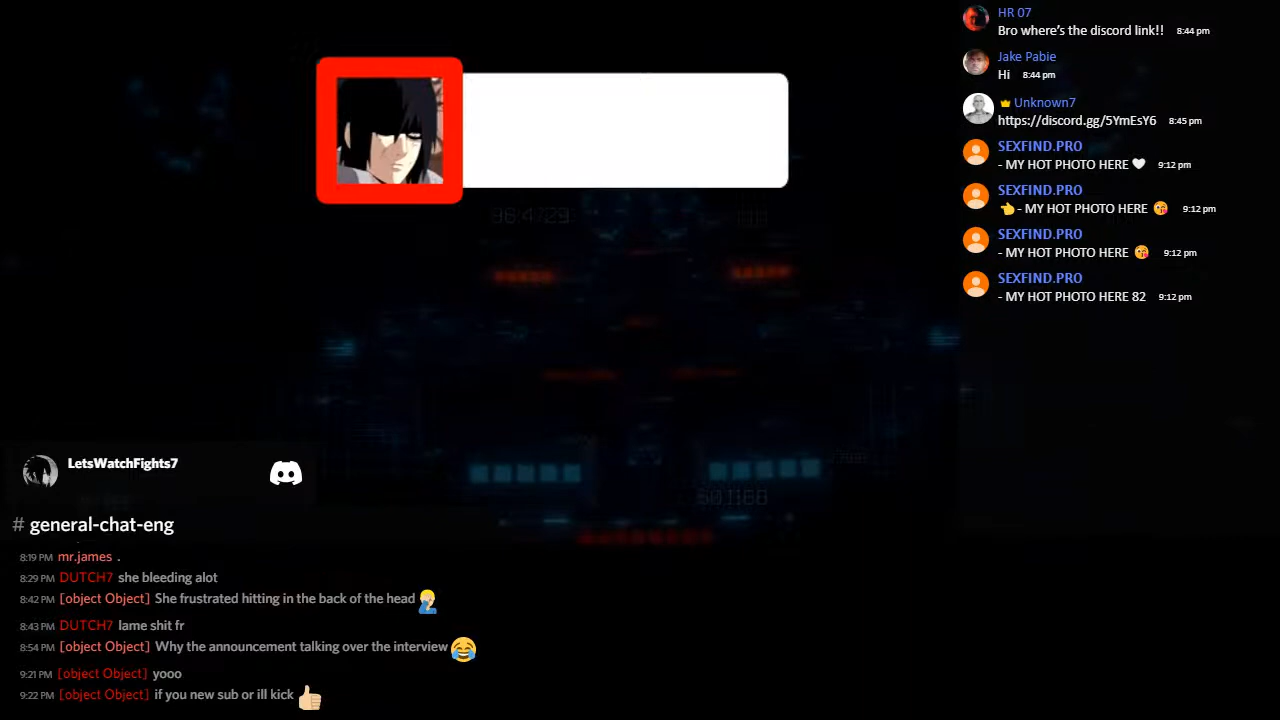 HR 07
Bro where's the discord link!! 8:44 pm
Jake Pabie
Hi 8:44 pm
Unknown7
https://discord.gg/5YmEsY6 8:45 pm
SEXFIND.PRO
- MY HOT PHOTO HERE 🤍 9:12 pm
SEXFIND.PRO
👈 - MY HOT PHOTO HERE 😘 9:12 pm
SEXFIND.PRO
- MY HOT PHOTO HERE 😘 9:12 pm
SEXFIND.PRO
- MY HOT PHOTO HERE 82 9:12 pm
LetsWatchFights7
# general-chat-eng
8:19 PM mr.james .
8:29 PM DUTCH7 she bleeding alot
8:42 PM [object Object] She frustrated hitting in the back of the head 🤦🏼
8:43 PM DUTCH7 lame shit fr
8:54 PM [object Object] Why the announcement talking over the interview 😂
9:21 PM [object Object] yooo
9:22 PM [object Object] if you new sub or ill kick 👍🏼